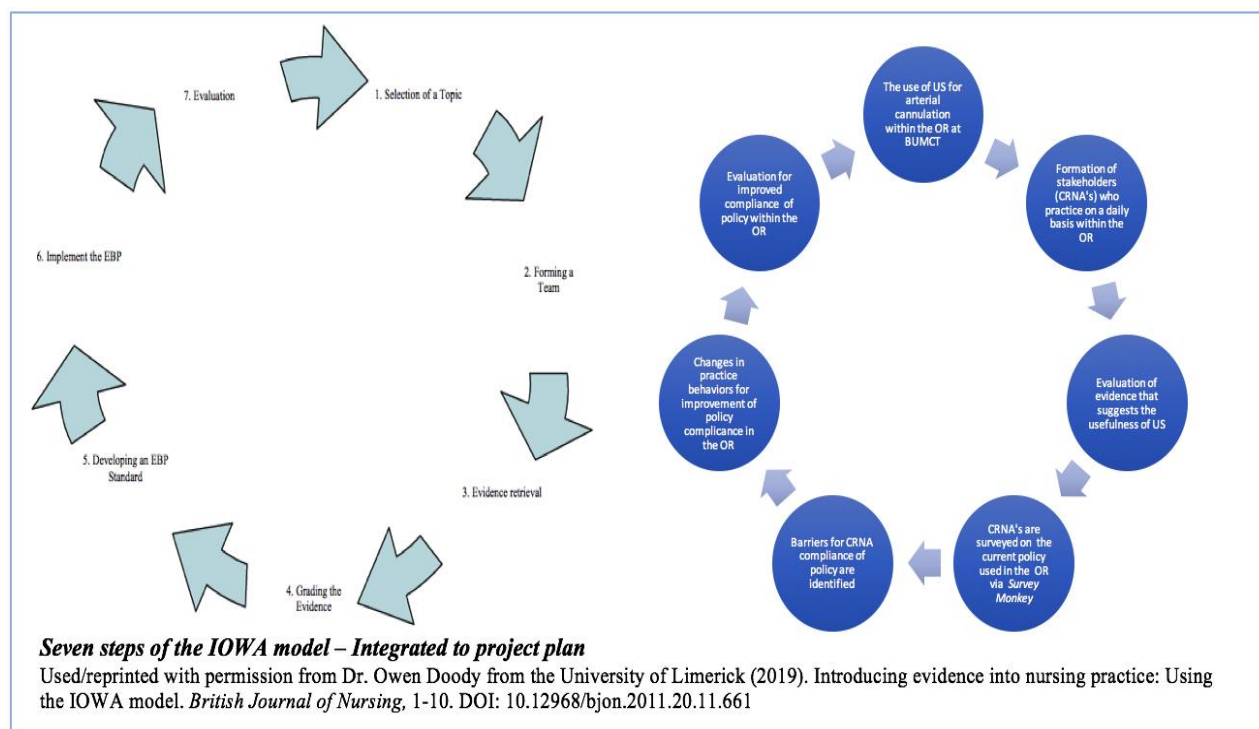 7. Evaluation
1. Selection of a Topic
2. Forming a
Team
3. Evidence retrieval
4. Grading the
Evidence
5. Developing an EBP
Standard
6. Implement the EBP
The use of US for
arterial
cannulation
within the OR at
BUMCT
Formation of
stakeholders
(CRNA's) who
practice on a daily
basis within the
OR
Evaluation of
evidence that
suggests the
usefulness of US
CRNA's are
surveyed on the
current policy
used in the OR
via Survey
Monkey
Barriers for CRNA
compliance of
policy are
identified
Changes in
practice
behaviors for
improvement of
policy
complicance in
the OR
Evaluation for
improved
compliance of
policy within the
OR
Seven steps of the IOWA model – Integrated to project plan
Used/reprinted with permission from Dr. Owen Doody from the University of Limerick (2019). Introducing evidence into nursing practice: Using
the IOWA model. British Journal of Nursing, 1-10. DOI: 10.12968/bjon.2011.20.11.661